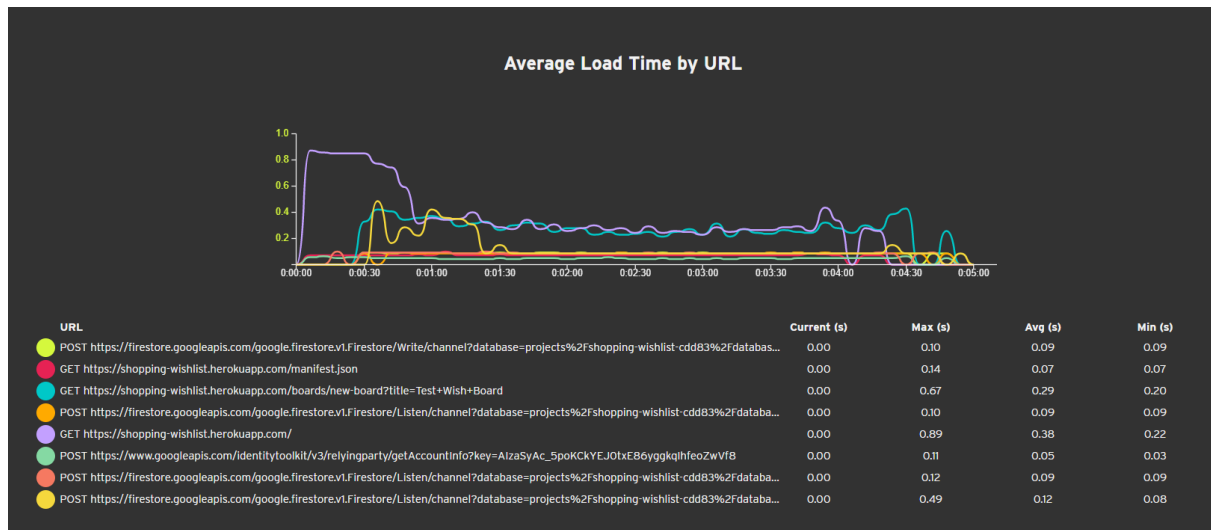 Average Load Time by URL
1.0
0.8
0.6
0.4
0.2
0:00:00 0:00:30 0:01:00 0:01:30 0:02:00 0:02:30 0:03:00 0:03:30 0:04:00 0:04:30 0:05:00
URL Current (s) Max (s) Avg (s) Min (s)
POST https://firestore.googleapis.com/google.firestore.v1.Firestore/Write/channel?database=projects%2Fshopping-wishlist-cdd83%2Fdatabas... 0.00 0.10 0.09 0.09
GET https://shopping-wishlist.herokuapp.com/manifest.json 0.00 0.14 0.07 0.07
GET https://shopping-wishlist.herokuapp.com/boards/new-board?title=Test+Wish+Board 0.00 0.67 0.29 0.20
POST https://firestore.googleapis.com/google.firestore.v1.Firestore/Listen/channel?database=projects%2Fshopping-wishlist-cdd83%2Fdataba... 0.00 0.10 0.09 0.09
GET https://shopping-wishlist.herokuapp.com/ 0.00 0.89 0.38 0.22
POST https://www.googleapis.com/identitytoolkit/v3/relyingparty/getAccountInfo?key=AIzaSyAc_5poKCkYEJOtxE86yggkqIhfeoZwVf8 0.00 0.11 0.05 0.03
POST https://firestore.googleapis.com/google.firestore.v1.Firestore/Listen/channel?database=projects%2Fshopping-wishlist-cdd83%2Fdataba... 0.00 0.12 0.09 0.09
POST https://firestore.googleapis.com/google.firestore.v1.Firestore/Listen/channel?database=projects%2Fshopping-wishlist-cdd83%2Fdataba... 0.00 0.49 0.12 0.08